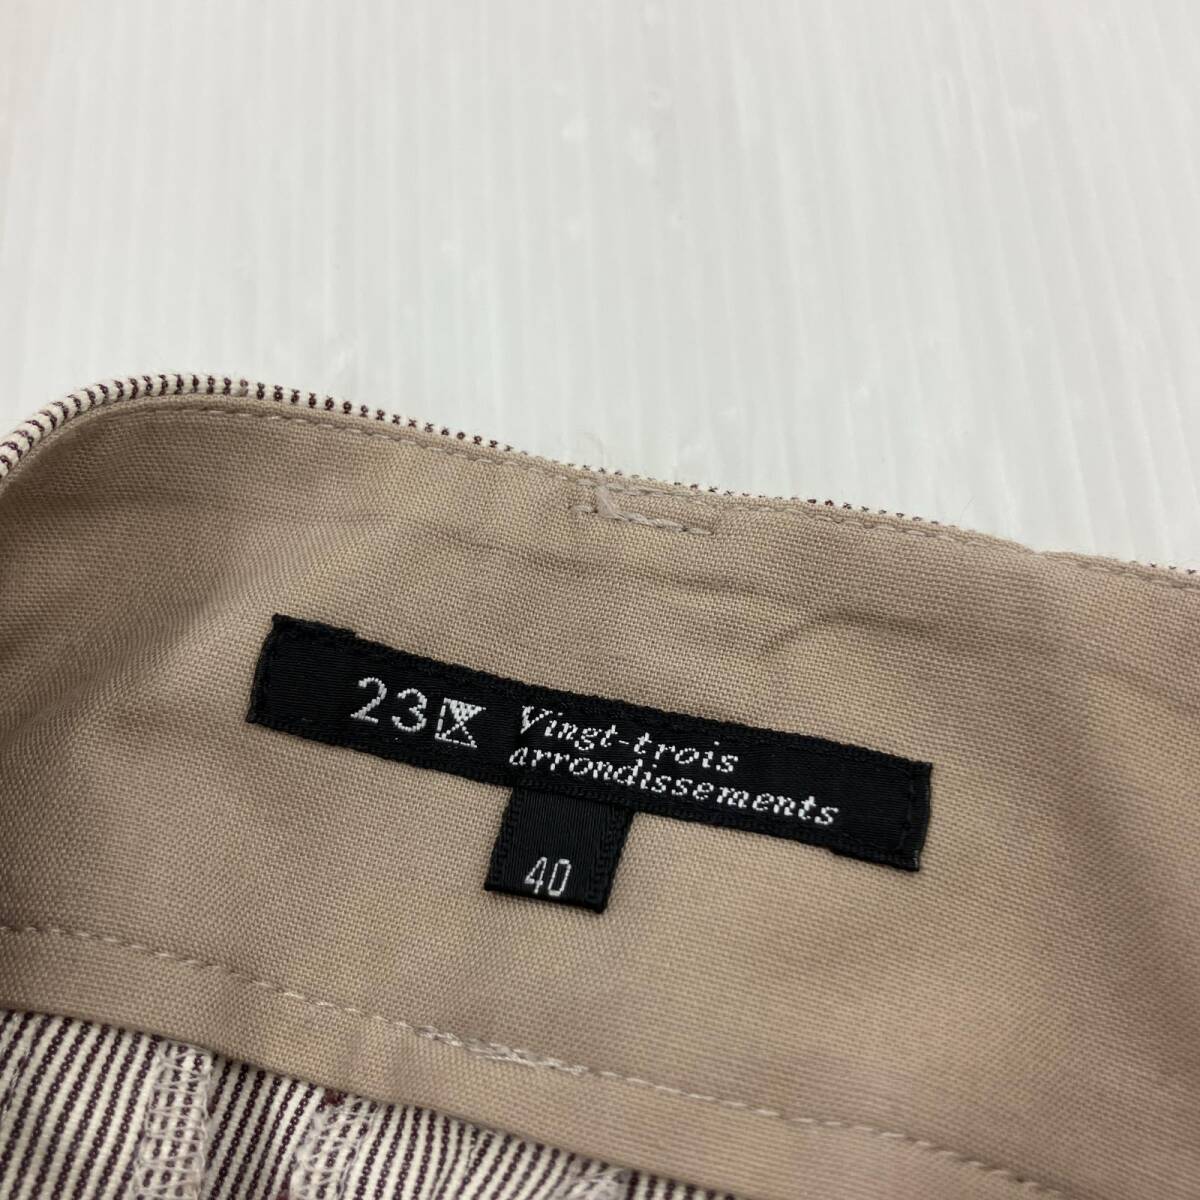 23区
Vingt-trois
arrondissements
40